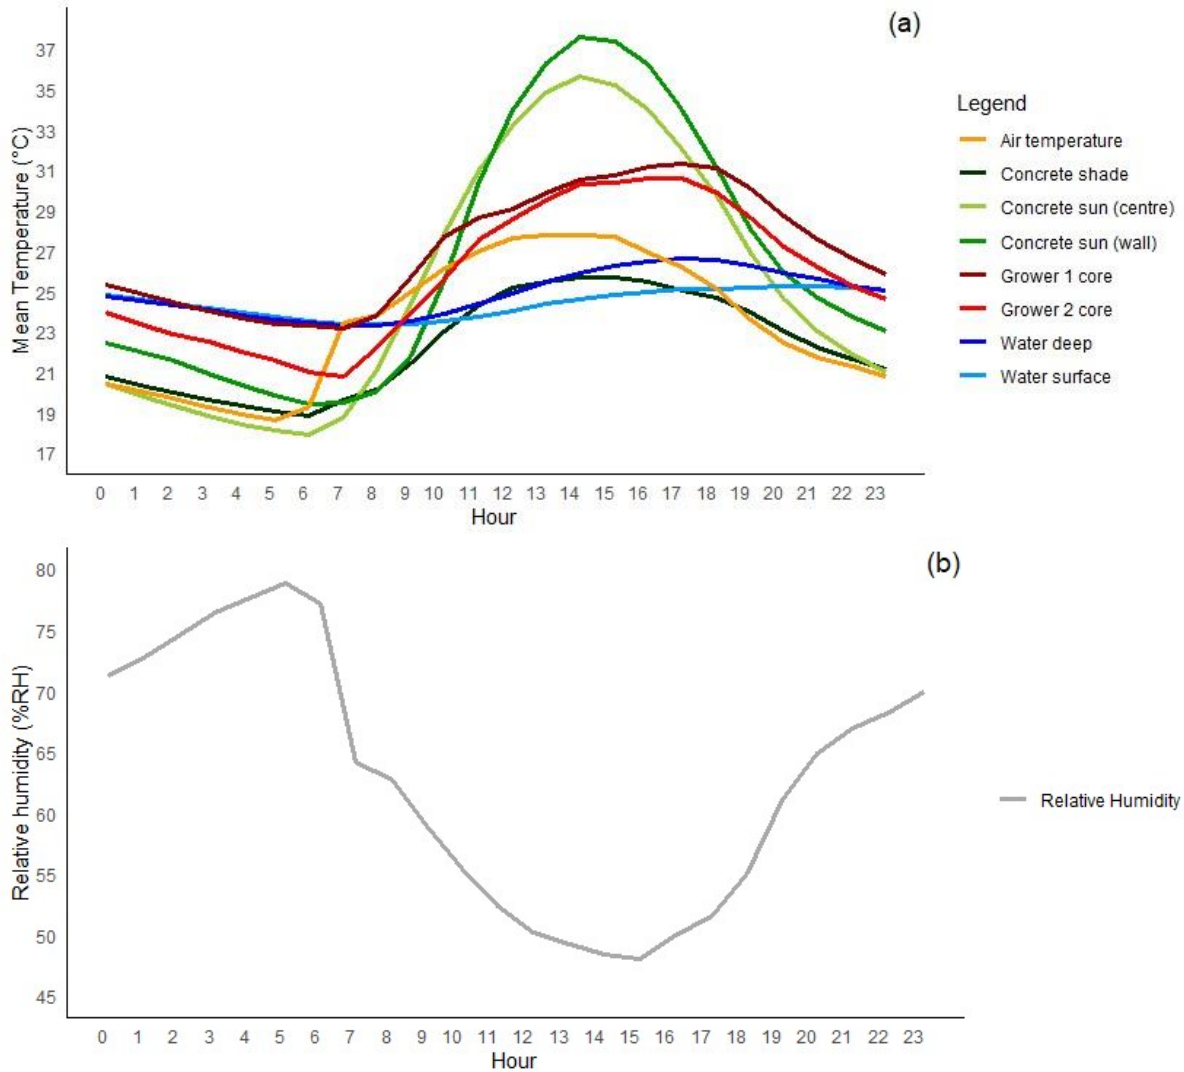 (a)
Mean Temperature (°C)
37
35
33
31
29
27
25
23
21
19
17
0 1 2 3 4 5 6 7 8 9 10 11 12 13 14 15 16 17 18 19 20 21 22 23
Hour
Legend
Air temperature
Concrete shade
Concrete sun (centre)
Concrete sun (wall)
Grower 1 core
Grower 2 core
Water deep
Water surface
(b)
Relative humidity (%RH)
80
75
70
65
60
55
50
45
0 1 2 3 4 5 6 7 8 9 10 11 12 13 14 15 16 17 18 19 20 21 22 23
Hour
Relative Humidity